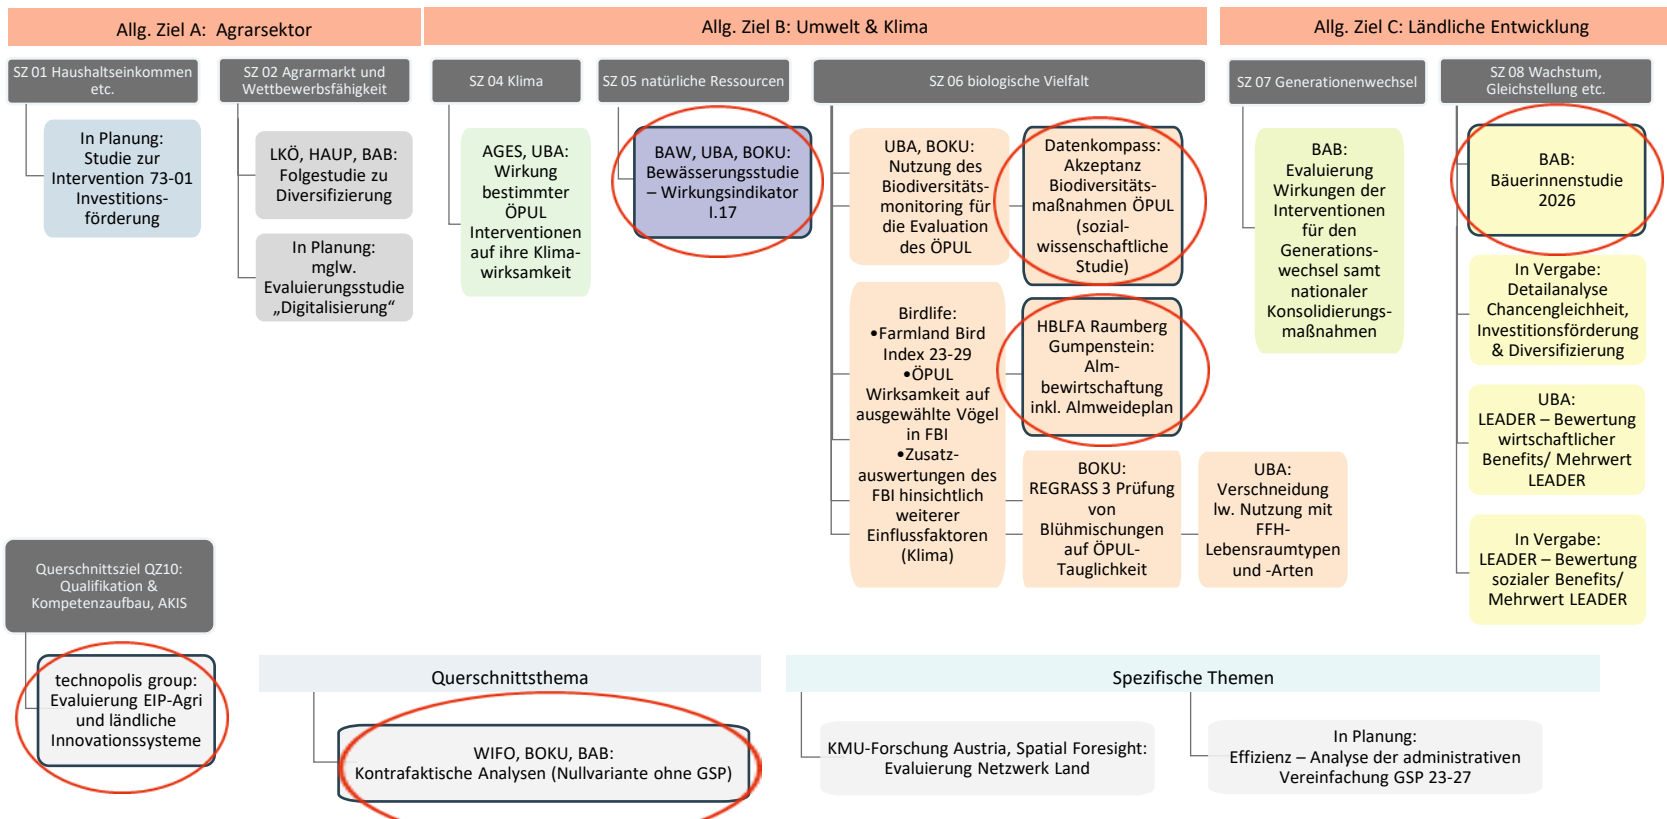 Allg. Ziel A: Agrarsektor
Allg. Ziel B: Umwelt & Klima
Allg. Ziel C: Ländliche Entwicklung
SZ 01 Haushaltseinkommen
etc.
SZ 02 Agrarmarkt und
Wettbewerbsfähigkeit
SZ 04 Klima
SZ 05 natürliche Ressourcen
SZ 06 biologische Vielfalt
SZ 07 Generationenwechsel
SZ 08 Wachstum,
Gleichstellung etc.
In Planung:
Studie zur
Intervention 73-01
Investitions-
förderung
LKÖ, HAUP, BAB:
Folgestudie zu
Diversifizierung
In Planung:
mglw.
Evaluierungsstudie
„Digitalisierung“
AGES, UBA:
Wirkung
bestimmter
ÖPUL
Interventionen
auf ihre Klima-
wirksamkeit
BAW, UBA, BOKU:
Bewässerungsstudie
– Wirkungsindikator
I.17
UBA, BOKU:
Nutzung des
Biodiversitäts-
monitoring für
die Evaluation
des ÖPUL
Datenkompass:
Akzeptanz
Biodiversitäts-
maßnahmen ÖPUL
(sozial-
wissenschaftliche
Studie)
Birdlife:
•Farmland Bird
Index 23-29
•ÖPUL
Wirksamkeit auf
ausgewählte Vögel
in FBI
•Zusatz-
auswertungen des
FBI hinsichtlich
weiterer
Einflussfaktoren
(Klima)
HBLFA Raumberg
Gumpenstein:
Alm-
bewirtschaftung
inkl. Almweideplan
BOKU:
REGRASS 3 Prüfung
von
Blühmischungen
auf ÖPUL-
Tauglichkeit
UBA:
Verschneidung
lw. Nutzung mit
FFH-
Lebensraumtypen
und -Arten
BAB:
Evaluierung
Wirkungen der
Interventionen
für den
Generations-
wechsel samt
nationaler
Konsolidierungs-
maßnahmen
BAB:
Bäuerinnenstudie
2026
In Vergabe:
Detailanalyse
Chancengleichheit,
Investitionsförderung
& Diversifizierung
UBA:
LEADER – Bewertung
wirtschaftlicher
Benefits/ Mehrwert
LEADER
In Vergabe:
LEADER – Bewertung
sozialer Benefits/
Mehrwert LEADER
Querschnittsziel QZ10:
Qualifikation &
Kompetenzaufbau, AKIS
technopolis group:
Evaluierung EIP-Agri
und ländliche
Innovationssysteme
Querschnittsthema
WIFO, BOKU, BAB:
Kontrafaktische Analysen (Nullvariante ohne GSP)
Spezifische Themen
KMU-Forschung Austria, Spatial Foresight:
Evaluierung Netzwerk Land
In Planung:
Effizienz – Analyse der administrativen
Vereinfachung GSP 23-27